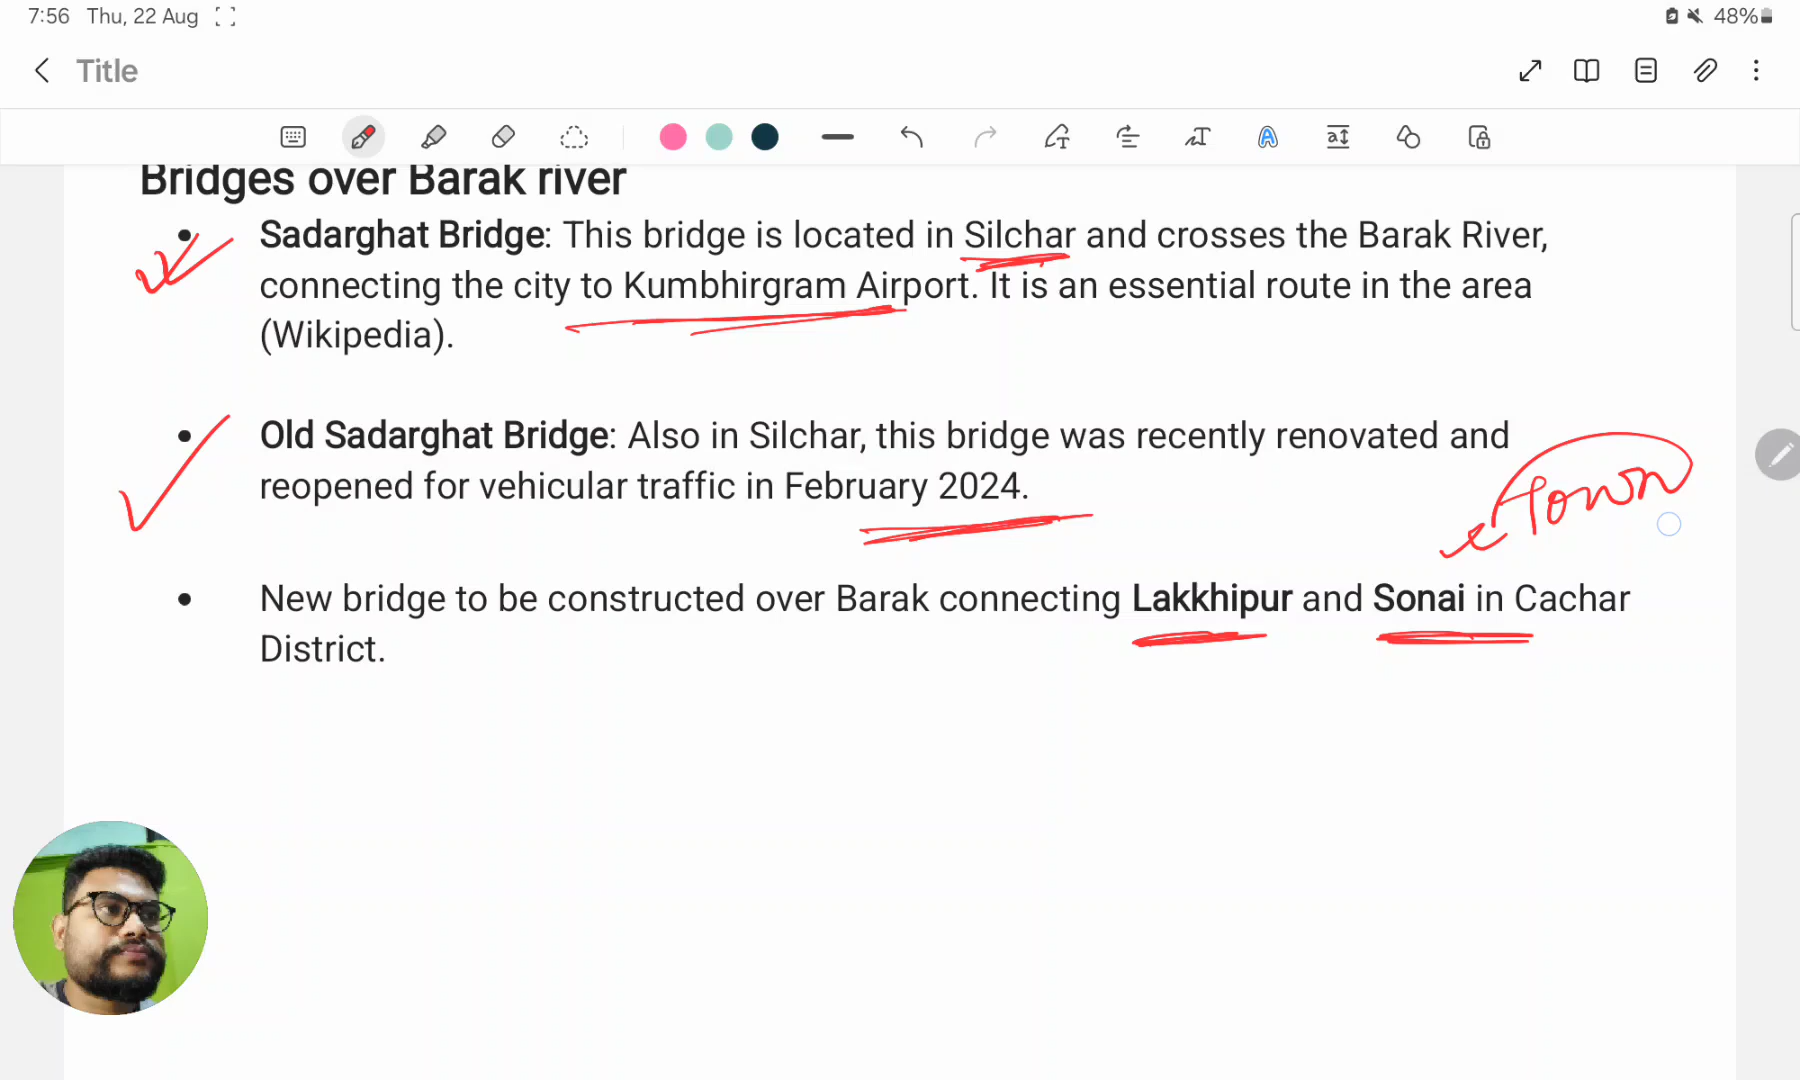 7:56 Thu, 22 Aug
48%
Title
Bridges over Barak river
Sadarghat Bridge: This bridge is located in Silchar and crosses the Barak River,
connecting the city to Kumbhirgram Airport. It is an essential route in the area
(Wikipedia).
Old Sadarghat Bridge: Also in Silchar, this bridge was recently renovated and
reopened for vehicular traffic in February 2024.
Town
New bridge to be constructed over Barak connecting Lakkhipur and Sonai in Cachar
District.